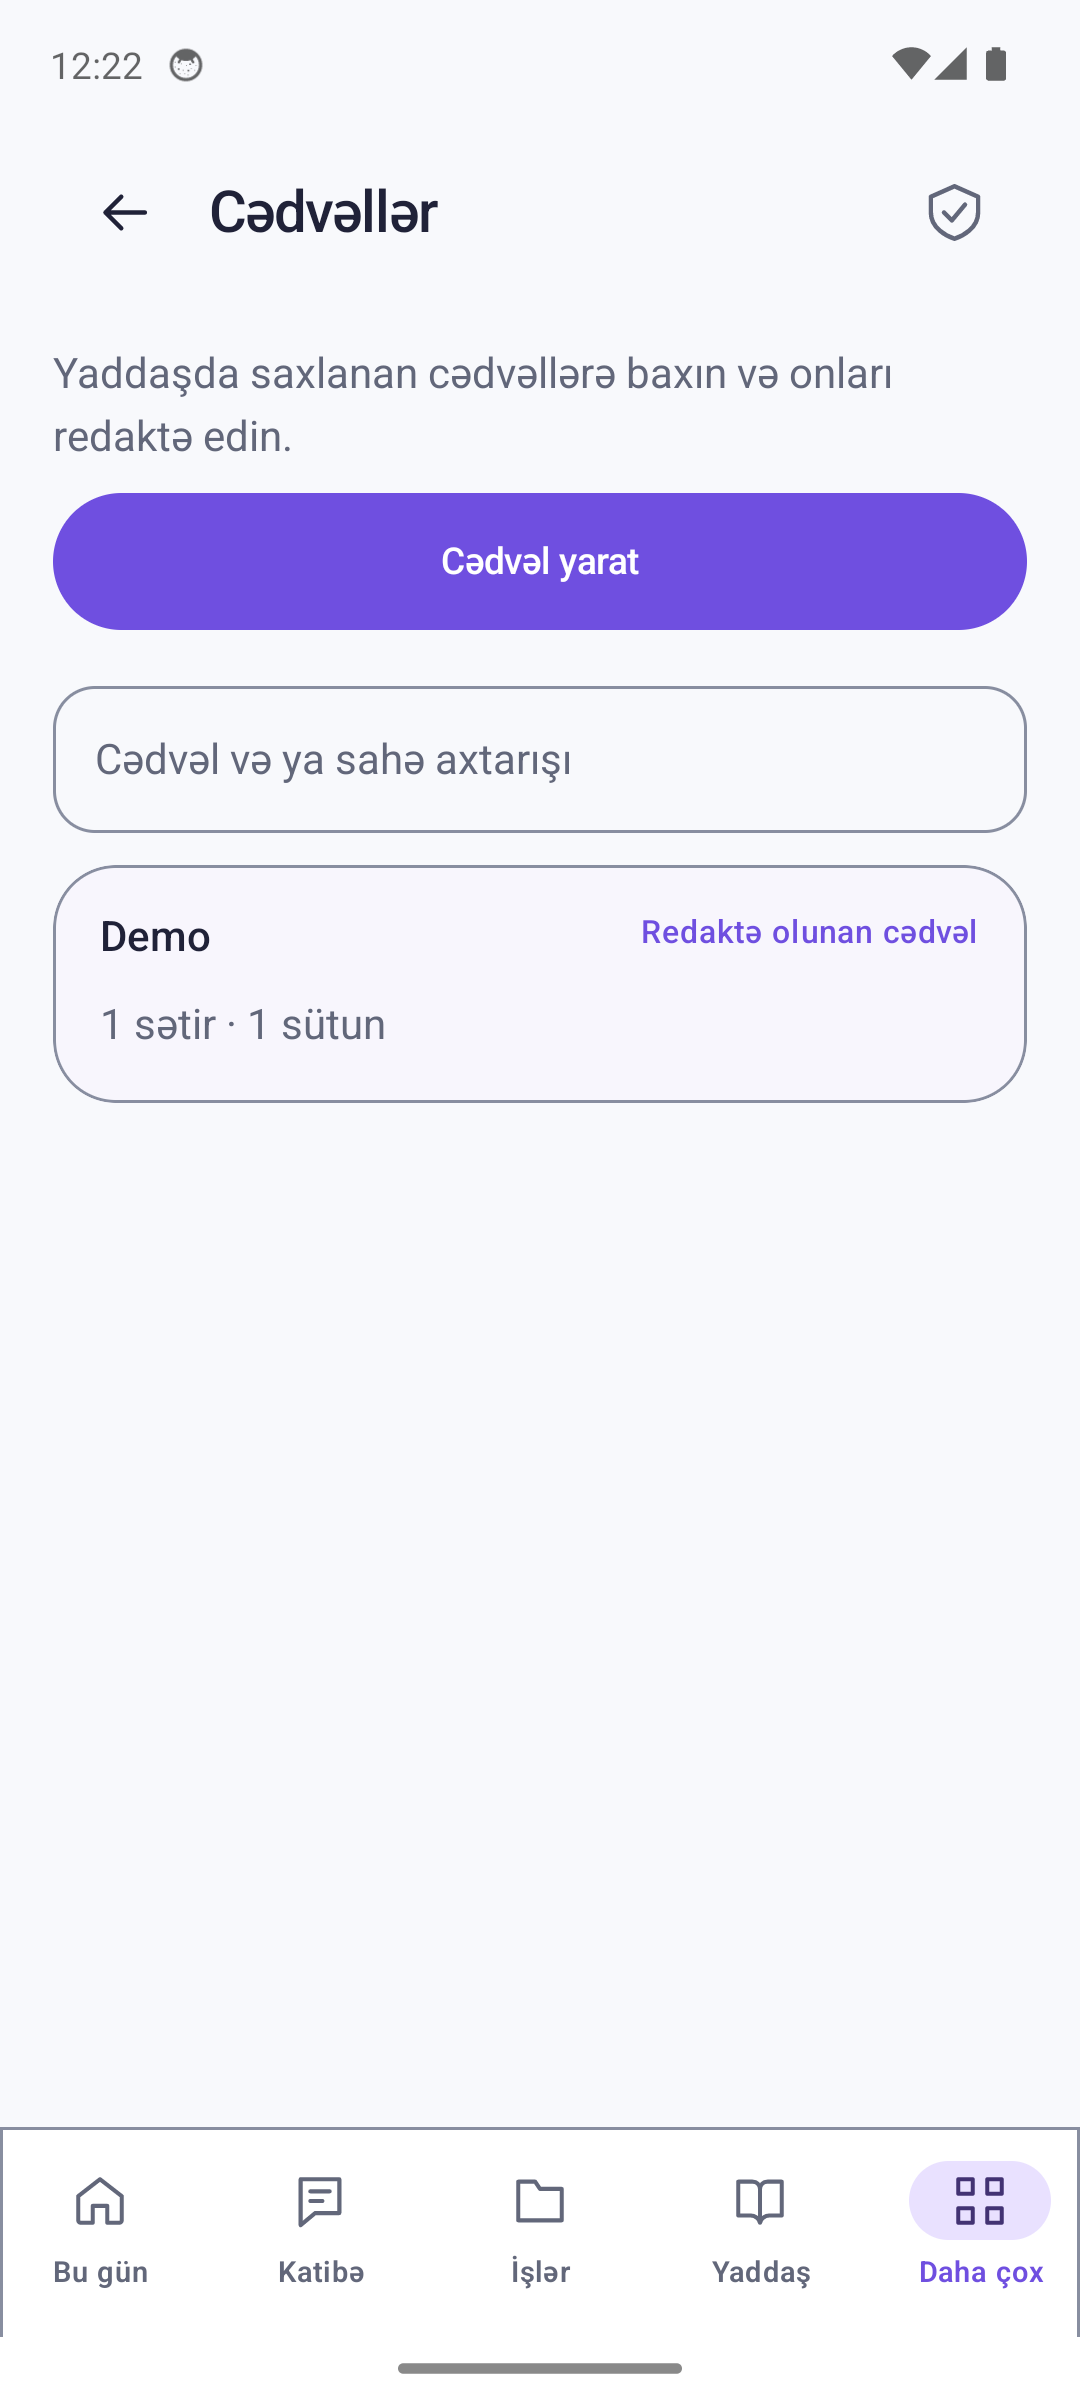 12:22
Cədvəllər
Yaddaşda saxlanan cədvəllərə baxın və onları
redaktə edin.
Cədvəl yarat
Cədvəl və ya sahə axtarışı
Demo
Redaktə olunan cədvəl
1 sətir · 1 sütun
Bu gün
Katibə
İşlər
Yaddaş
Daha çox